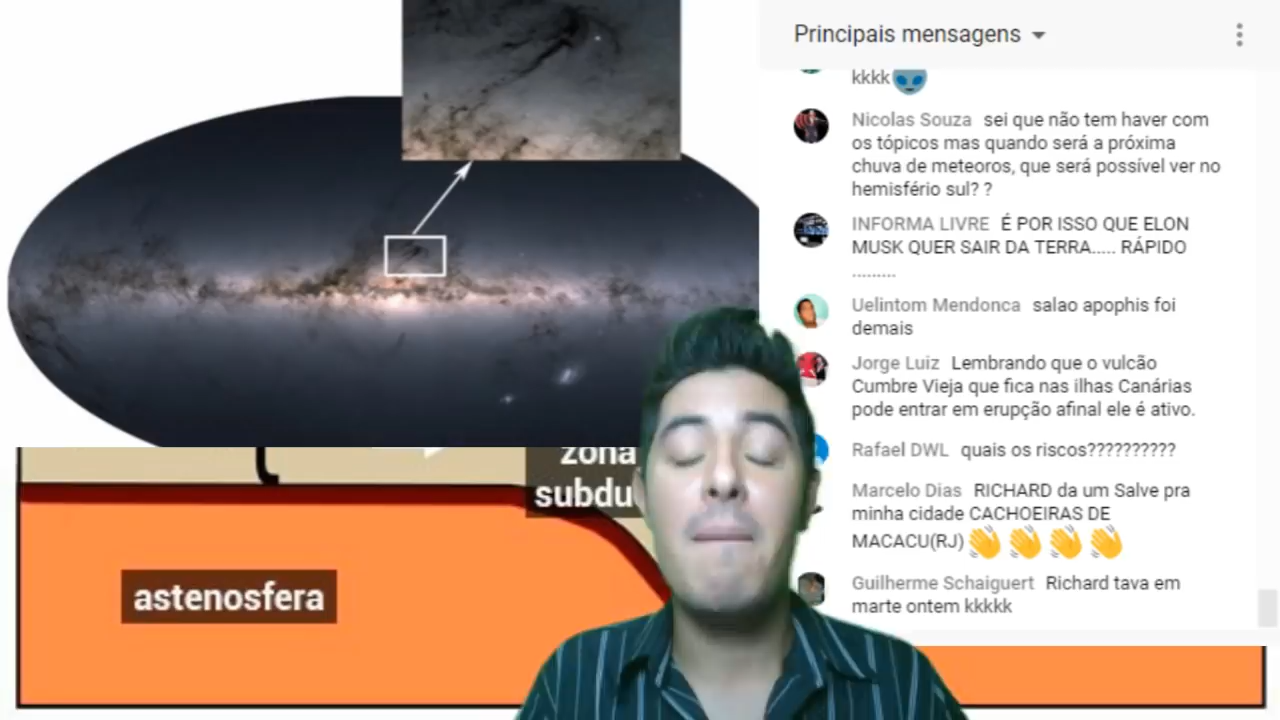 Principais mensagens
kkkk
Nicolas Souza sei que não tem haver com
os tópicos mas quando será a próxima
chuva de meteoros, que será possível ver no
hemisfério sul? ?
INFORMA LIVRE É POR ISSO QUE ELON
MUSK QUER SAIR DA TERRA..... RÁPIDO
.........
Uelintom Mendonca salao apophis foi
demais
Jorge Luiz Lembrando que o vulcão
Cumbre Vieja que fica nas ilhas Canárias
pode entrar em erupção afinal ele é ativo.
Rafael DWL quais os riscos??????????
Marcelo Dias RICHARD da um Salve pra
minha cidade CACHOEIRAS DE
MACACU(RJ)
Guilherme Schaiguert Richard tava em
marte ontem kkkkk
zona
astenosfera